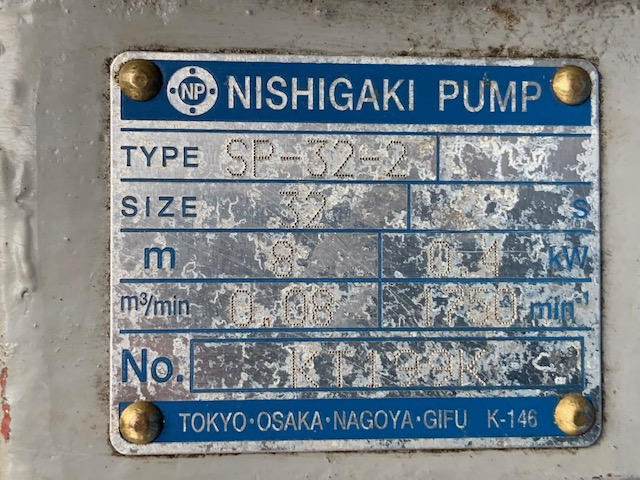 NP NISHIGAKI PUMP
TYPE SP-32-2
SIZE 32 S
m 8 0.4 kW
m³/min 0.08 1750 min⁻¹
No.
TOKYO·OSAKA·NAGOYA·GIFU K-146